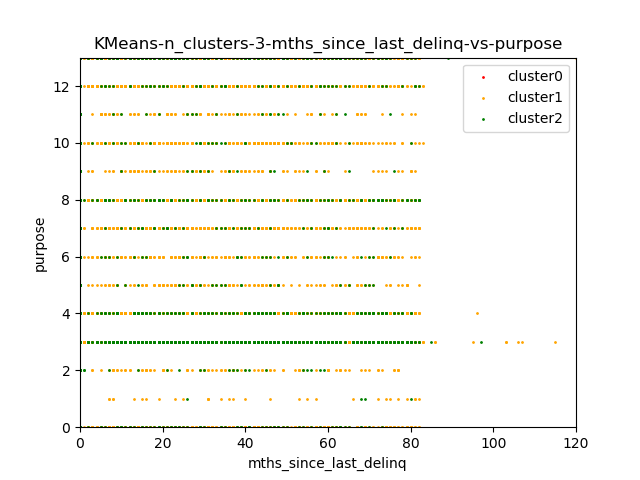 KMeans-n_clusters-3-mths_since_last_delinq-vs-purpose
cluster0
cluster1
cluster2
12
10
8
6
4
2
0
purpose
0 20 40 60 80 100 120
mths_since_last_delinq